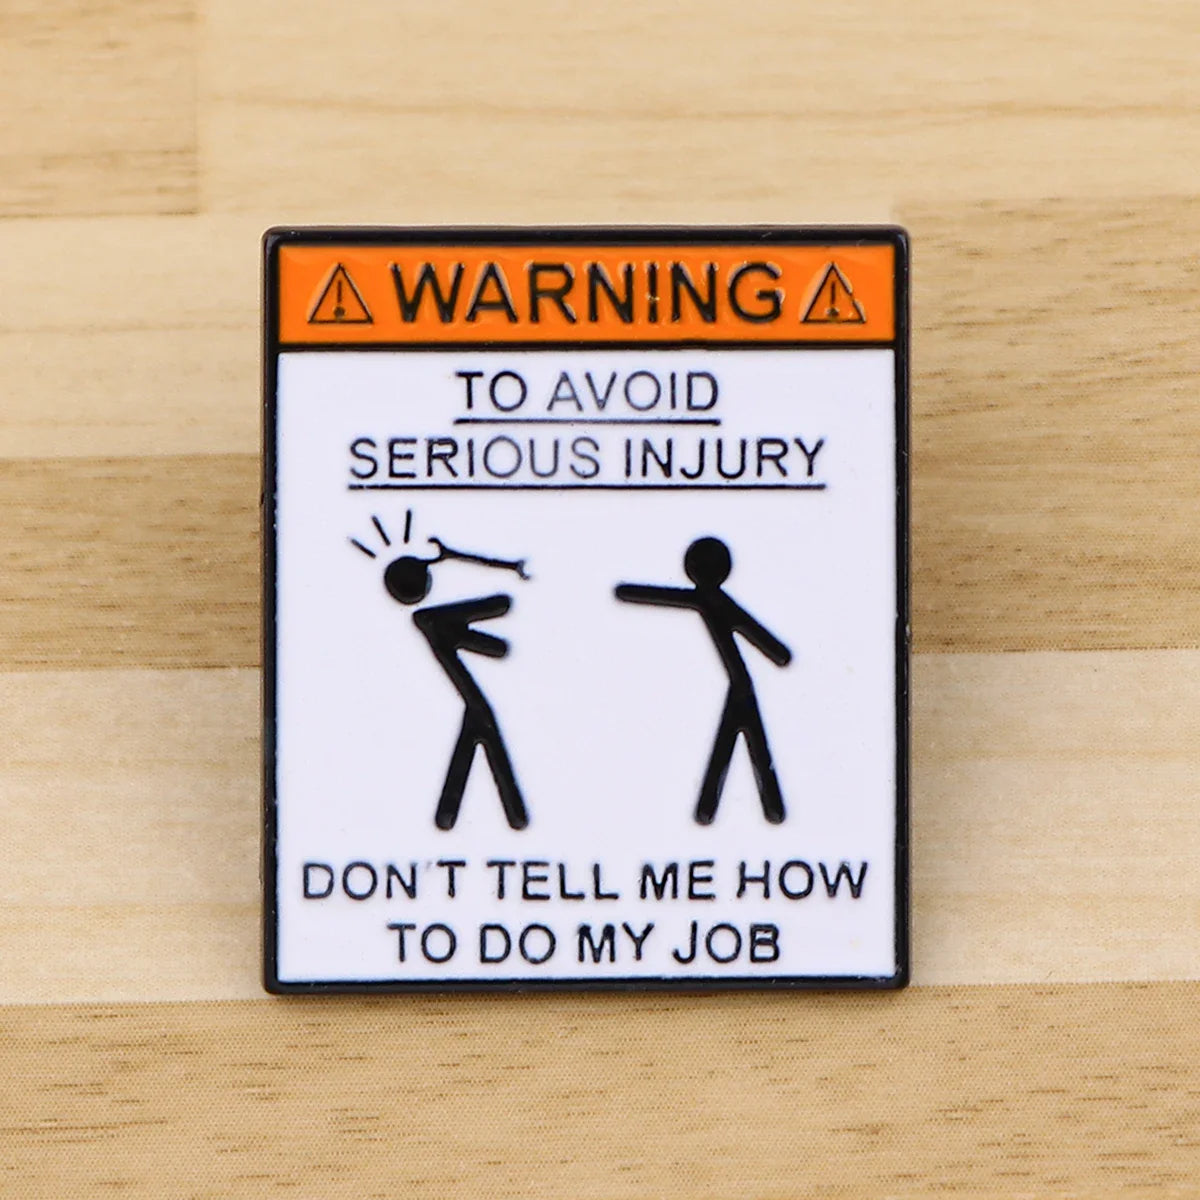 WARNING
TO AVOID
SERIOUS INJURY
DON'T TELL ME HOW
TO DO MY JOB